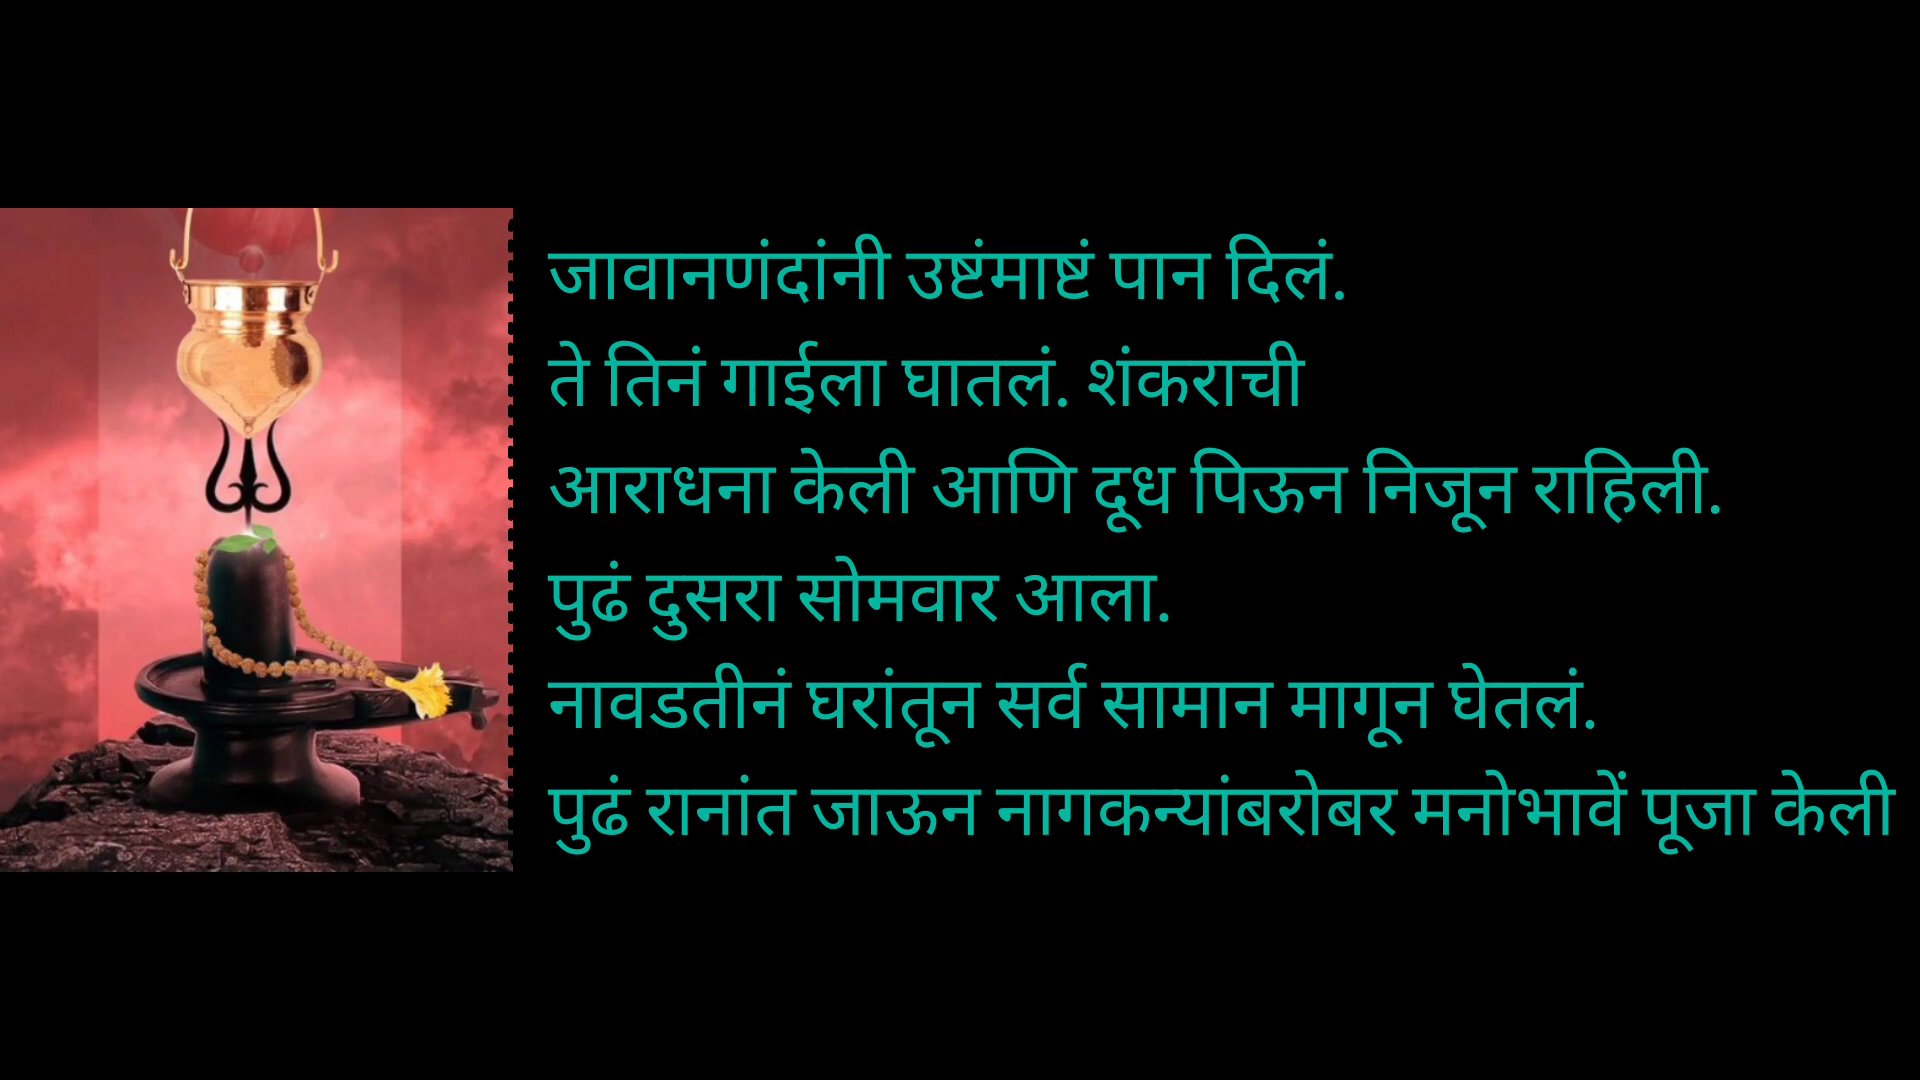 जावानणंदांनी उष्टंमाष्टं पान दिलं.
ते तिनं गाईला घातलं. शंकराची
आराधना केली आणि दूध पिऊन निजून राहिली.
पुढं दुसरा सोमवार आला.
नावडतीनं घरांतून सर्व सामान मागून घेतलं.
पुढं रानांत जाऊन नागकन्यांबरोबर मनोभावें पूजा केली